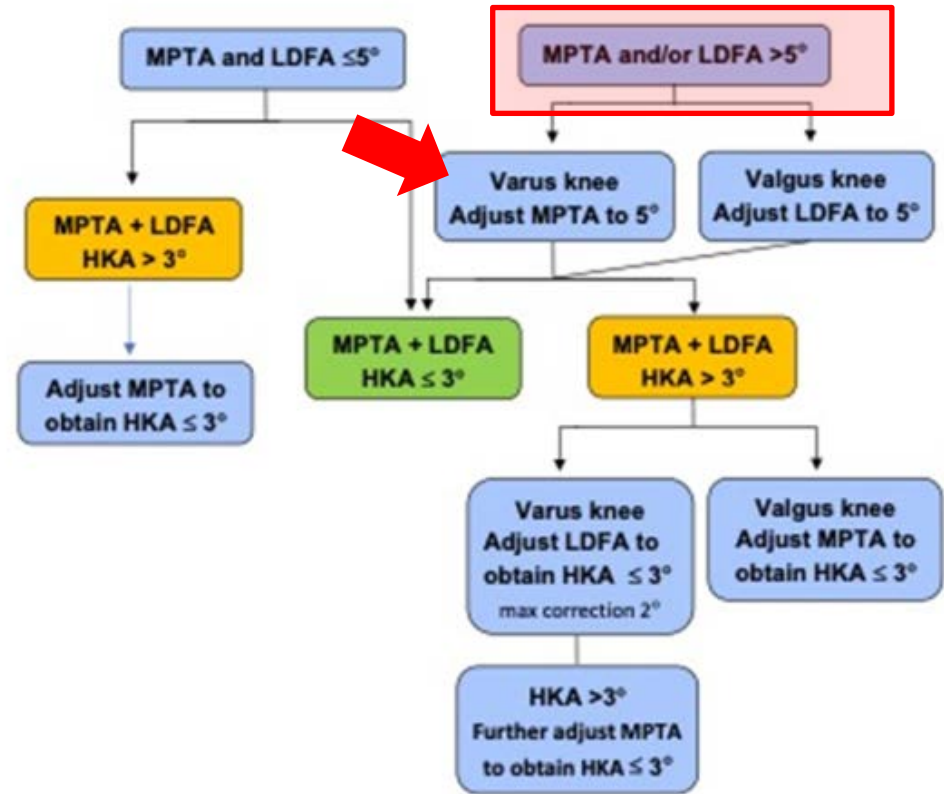 MPTA and LDFA ≤5°
MPTA and/or LDFA >5°
Varus knee
Adjust MPTA to 5°
Valgus knee
Adjust LDFA to 5°
MPTA + LDFA
HKA > 3°
MPTA + LDFA
HKA ≤ 3°
MPTA + LDFA
HKA > 3°
Adjust MPTA to
obtain HKA ≤ 3°
Varus knee
Adjust LDFA to
obtain HKA ≤ 3°
max correction 2°
Valgus knee
Adjust MPTA to
obtain HKA ≤ 3°
HKA >3°
Further adjust MPTA
to obtain HKA ≤ 3°